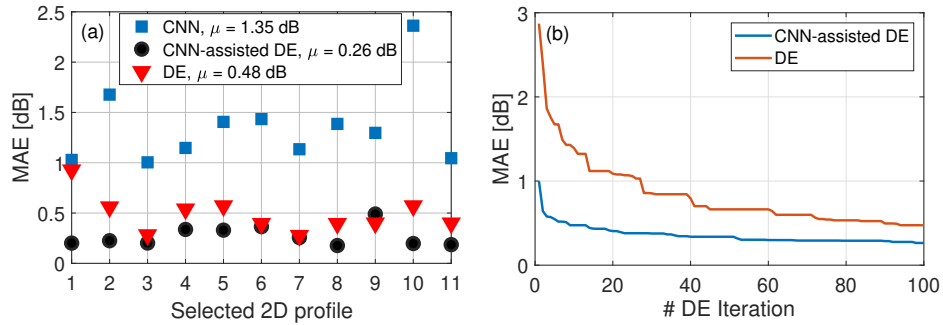 (a)
CNN, μ = 1.35 dB
CNN-assisted DE, μ = 0.26 dB
DE, μ = 0.48 dB
MAE [dB]
2.5
2
1.5
1
0.5
0
1 2 3 4 5 6 7 8 9 10 11
Selected 2D profile
(b)
CNN-assisted DE
DE
MAE [dB]
3
2
1
0
0 20 40 60 80 100
# DE Iteration